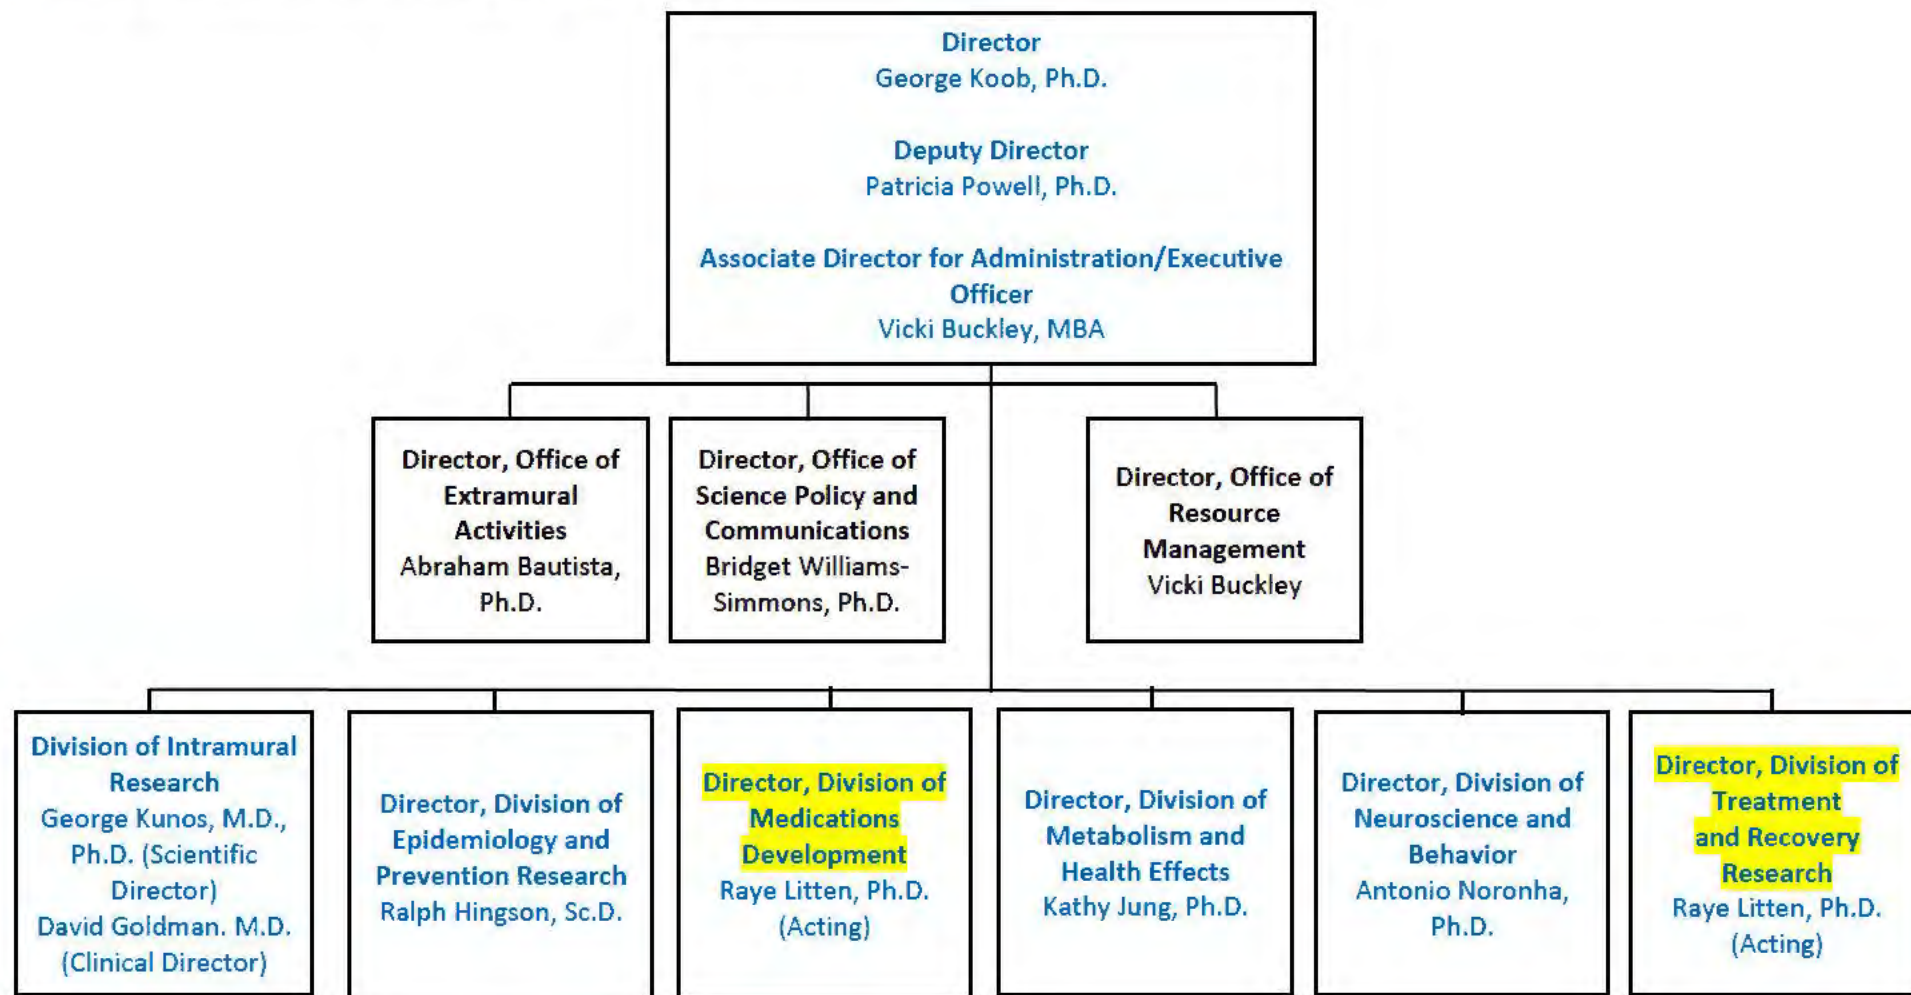 Director
George Koob, Ph.D.
Deputy Director
Patricia Powell, Ph.D.
Associate Director for Administration/Executive
Officer
Vicki Buckley, MBA
Director, Office of
Extramural
Activities
Abraham Bautista,
Ph.D.
Director, Office of
Science Policy and
Communications
Bridget Williams-
Simmons, Ph.D.
Director, Office of
Resource
Management
Vicki Buckley
Division of Intramural
Research
George Kunos, M.D.,
Ph.D. (Scientific
Director)
David Goldman. M.D.
(Clinical Director)
Director, Division of
Epidemiology and
Prevention Research
Ralph Hingson, Sc.D.
Director, Division of
Medications
Development
Raye Litten, Ph.D.
(Acting)
Director, Division of
Metabolism and
Health Effects
Kathy Jung, Ph.D.
Director, Division of
Neuroscience and
Behavior
Antonio Noronha,
Ph.D.
Director, Division of
Treatment
and Recovery
Research
Raye Litten, Ph.D.
(Acting)